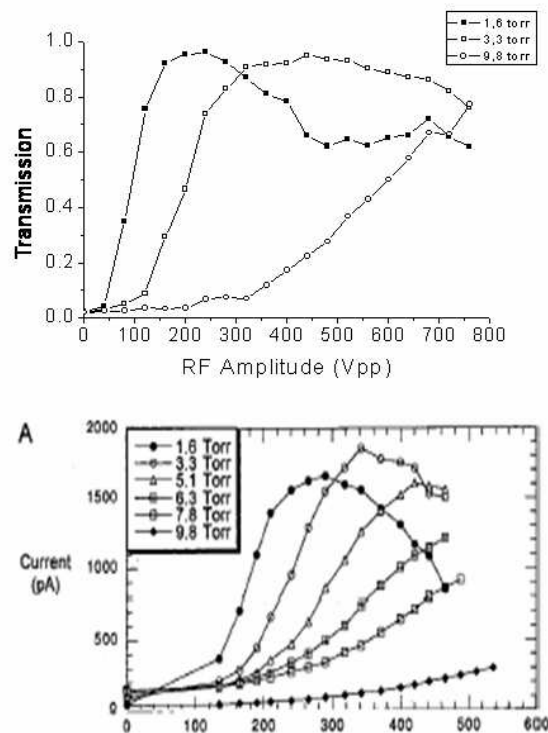 1,6 torr
3,3 torr
9,8 torr
1.0
0.8
0.6
0.4
0.2
0.0
Transmission
0 100 200 300 400 500 600 700 800
RF Amplitude (Vpp)
A
2000
1500
1000
500
0
Current
(pA)
1.6 Torr
3.3 Torr
5.1 Torr
6.3 Torr
7.8 Torr
9.8 Torr
0 100 200 300 400 500 600